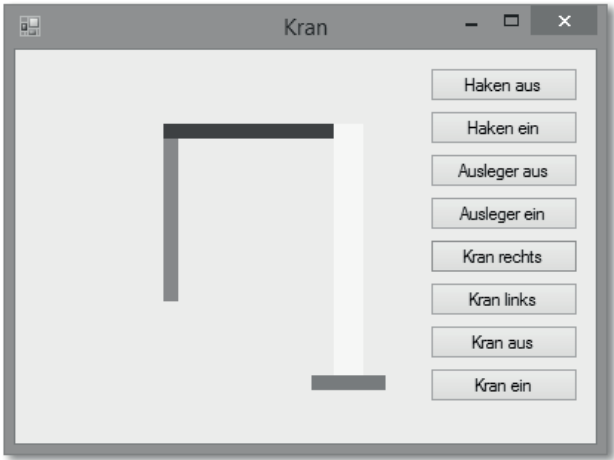 Kran
Haken aus
Haken ein
Ausleger aus
Ausleger ein
Kran rechts
Kran links
Kran aus
Kran ein